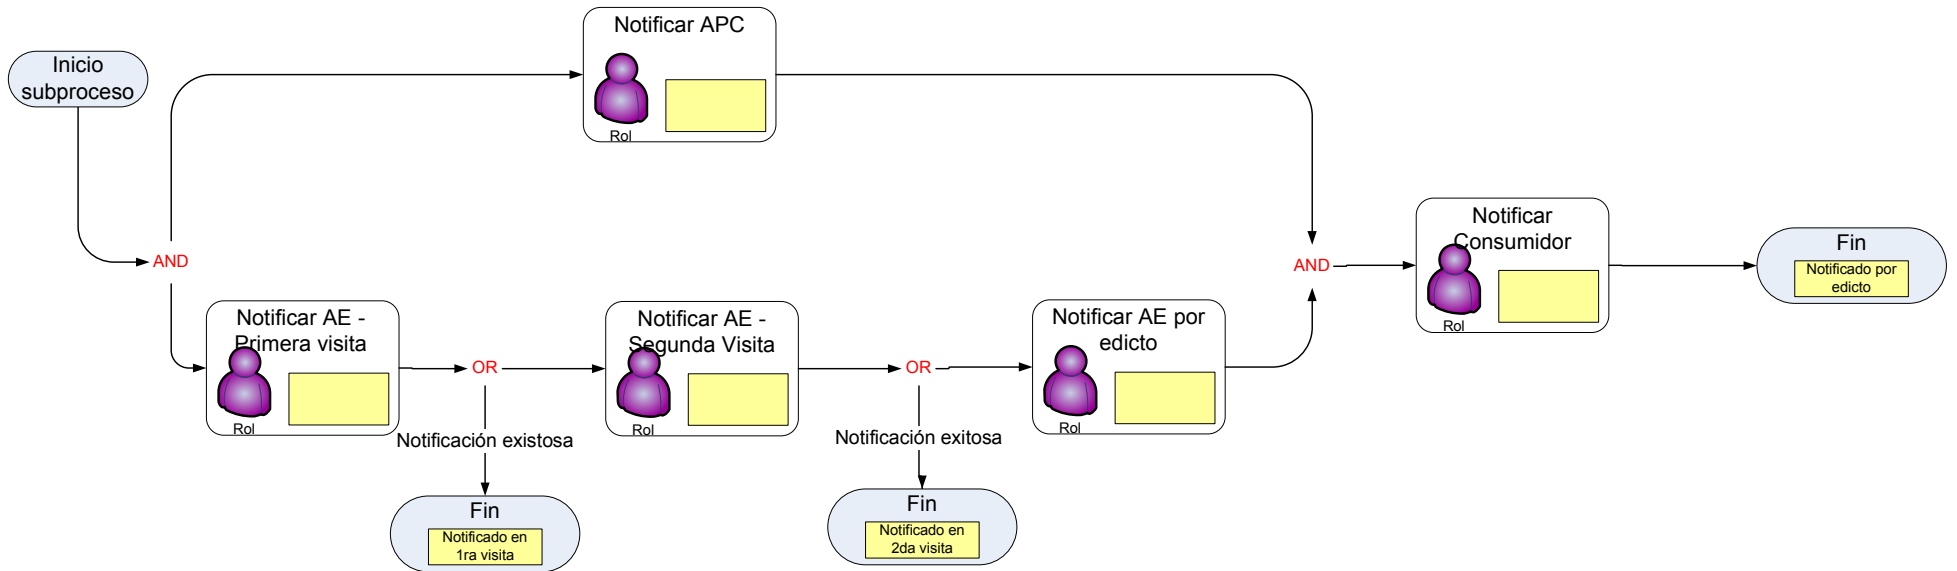 Notificar APC
Rol
Inicio
subproceso
AND
Notificar AE -
Primera visita
Rol
OR
Notificación existosa
Fin
Notificado en
1ra visita
Notificar AE -
Segunda Visita
Rol
OR
Notificación exitosa
Fin
Notificado en
2da visita
Notificar AE por
edicto
Rol
AND
Notificar
Consumidor
Rol
Fin
Notificado por
edicto